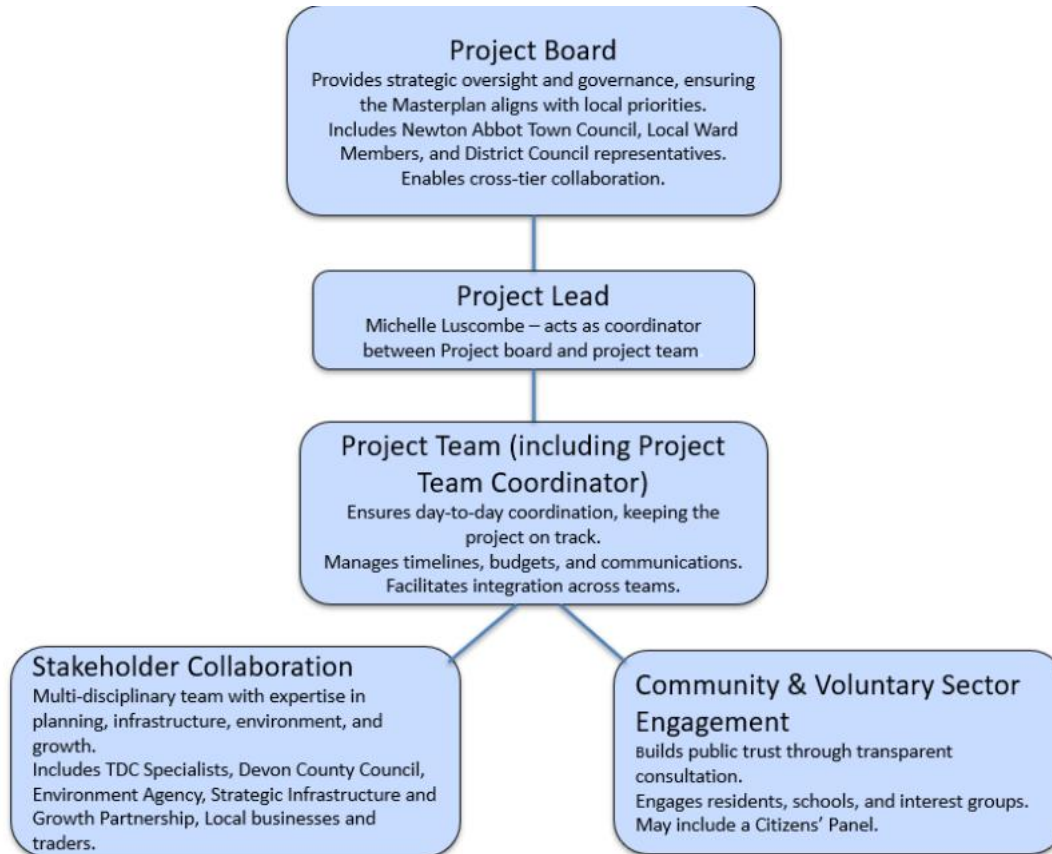 Project Board
Provides strategic oversight and governance, ensuring
the Masterplan aligns with local priorities.
Includes Newton Abbot Town Council, Local Ward
Members, and District Council representatives.
Enables cross-tier collaboration.
Project Lead
Michelle Luscombe – acts as coordinator
between Project board and project team
Project Team (including Project
Team Coordinator)
Ensures day-to-day coordination, keeping the
project on track.
Manages timelines, budgets, and communications.
Facilitates integration across teams.
Stakeholder Collaboration
Multi-disciplinary team with expertise in
planning, infrastructure, environment, and
growth.
Includes TDC Specialists, Devon County Council,
Environment Agency, Strategic Infrastructure and
Growth Partnership, Local businesses and
traders.
Community & Voluntary Sector
Engagement
Builds public trust through transparent
consultation.
Engages residents, schools, and interest groups.
May include a Citizens’ Panel.